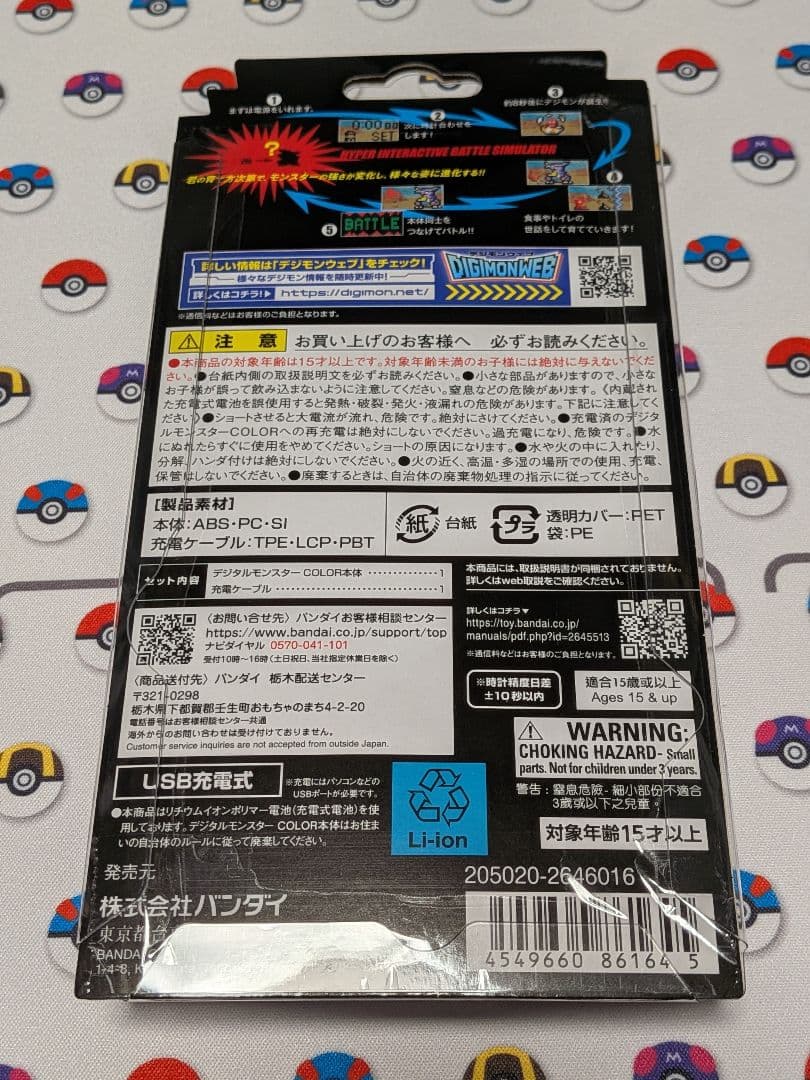 ①
まずは電源をいれます。
②
次に時計合わせをします!
0:00
SET
③
約8秒後にデジモンが誕生!!
?
HYPER INTERACTIVE BATTLE SIMULATOR
君の育て方次第で、モンスターの強さが変化し、様々な姿に進化する!!
④
食事やトイレの
世話をして育てていきます!
⑤
BATTLE
本体同士を
つなげてバトル!!
詳しい情報は「デジモンウェブ」をチェック!
様々なデジモン情報を随時更新中!
詳しくはコチラ! https://digimon.net/
デジモンウェブ
DIGIMONWEB
※通信料などはお客様のご負担となります。
注 意 お買い上げのお客様へ 必ずお読みください。
●本商品の対象年齢は15才以上です。対象年齢未満のお子様には絶対に与えないでくだ
さい。●台紙内側の取扱説明文を必ずお読みください。●小さな部品がありますので、小さな
お子様が誤って飲み込まないように注意してください。窒息などの危険があります。〈内蔵され
た充電式電池を誤使用すると発熱・破裂・発火・液漏れの危険があります。下記に注意してく
ださい〉●ショートさせると大電流が流れ、危険です。絶対にさけてください。●充電済のデジタ
ルモンスターCOLORへの再充電は絶対にしないでください。過充電になり、危険です。●水
にぬれたらすぐに使用をやめてください。ショートの原因になります。●水や火の中に入れたり、
分解、ハンダ付けは絶対にしないでください。●火の近く、高温・多湿の場所での使用、充電、
保管はしないでください。●廃棄するときは、自治体の廃棄物処理の指示に従ってください。
[製品素材]
本体:ABS・PC・SI
充電ケーブル:TPE・LCP・PBT
紙 台紙
プラ 透明カバー:PET
袋:PE
セット内容
デジタルモンスター COLOR本体 ・・・・・・・・・・・・1
充電ケーブル・・・・・・・・・・・・・・・・・・・・・・・・・・・・1
本商品には、取扱説明書が同梱されておりません。
詳しくはweb取説をご確認ください。
〈お問い合せ先〉バンダイお客様相談センター
https://www.bandai.co.jp/support/top
ナビダイヤル 0570-041-101
受付10時~16時(土日祝日、当社指定休業日を除く)
〈商品送付先〉バンダイ 栃木配送センター
〒321-0298
栃木県下都賀郡壬生町おもちゃのまち4-2-20
電話番号はお客様相談センター共通
海外からのお問い合わせは受け付けておりません。
Customer service inquiries are not accepted from outside Japan.
詳しくはコチラ▼
https://toy.bandai.co.jp/
manuals/pdf.php?id=2645513
※通信料などはお客様のご負担となります。
※時計精度日差
±10秒以内
適合15歲或以上
Ages 15 & up
WARNING:
CHOKING HAZARD- Small
parts. Not for children under 3 years.
警告:窒息危險-細小部份不適合
3歲或以下之兒童。
USB充電式
※充電にはパソコンなどの
USBポートが必要です。
●本商品はリチウムイオンポリマー電池(充電式電池)を使
用しております。デジタルモンスター COLOR本体はお住ま
いの自治体のルールに従って廃棄してください。
Li-ion
対象年齢15才以上
発売元
株式会社バンダイ
東京都台
BANDA
1-4-8, K
205020-2646016
4549660 86164 5